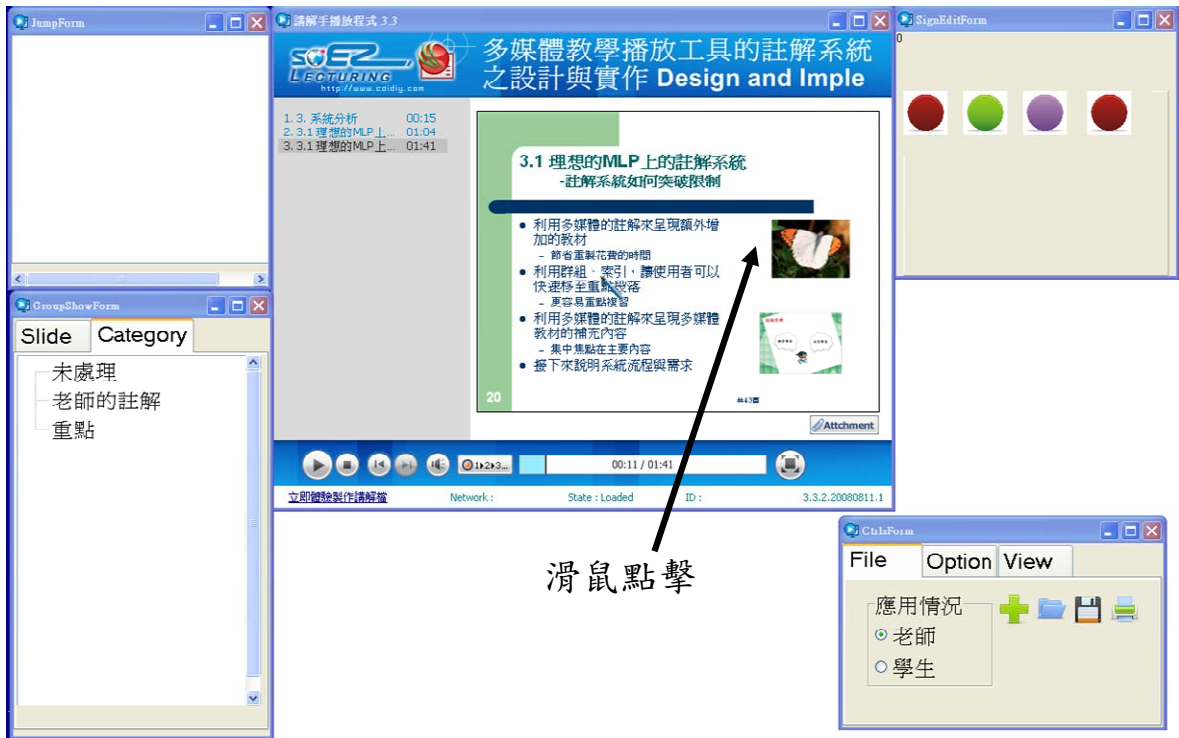 JumpForm
講解手播放程式 3.3
SignEditForm
0
LECTURING
多媒體教學播放工具的註解系統
之設計與實作 Design and Imple
1. 3. 系統分析 00:15
2. 3.1 理想的MLP上... 01:04
3. 3.1 理想的MLP上... 01:41
3.1 理想的MLP上的註解系統
-註解系統如何突破限制
利用多媒體的註解來呈現額外增
加的教材
- 節省重製花費的時間
利用群組、索引，讓使用者可以
快速移至重點段落
- 更容易重點複習
利用多媒體的註解來呈現多媒體
教材的補充內容
- 集中焦點在主要內容
接下來說明系統流程與需求
20
共43頁
Attchment
GroupShowForm
Slide Category
未處理
老師的註解
重點
00:11 / 01:41
立即體驗製作講解檔 Network : State : Loaded ID : 3.3.2.20080811.1
滑鼠點擊
CtrlsForm
File Option View
應用情況
老師
學生